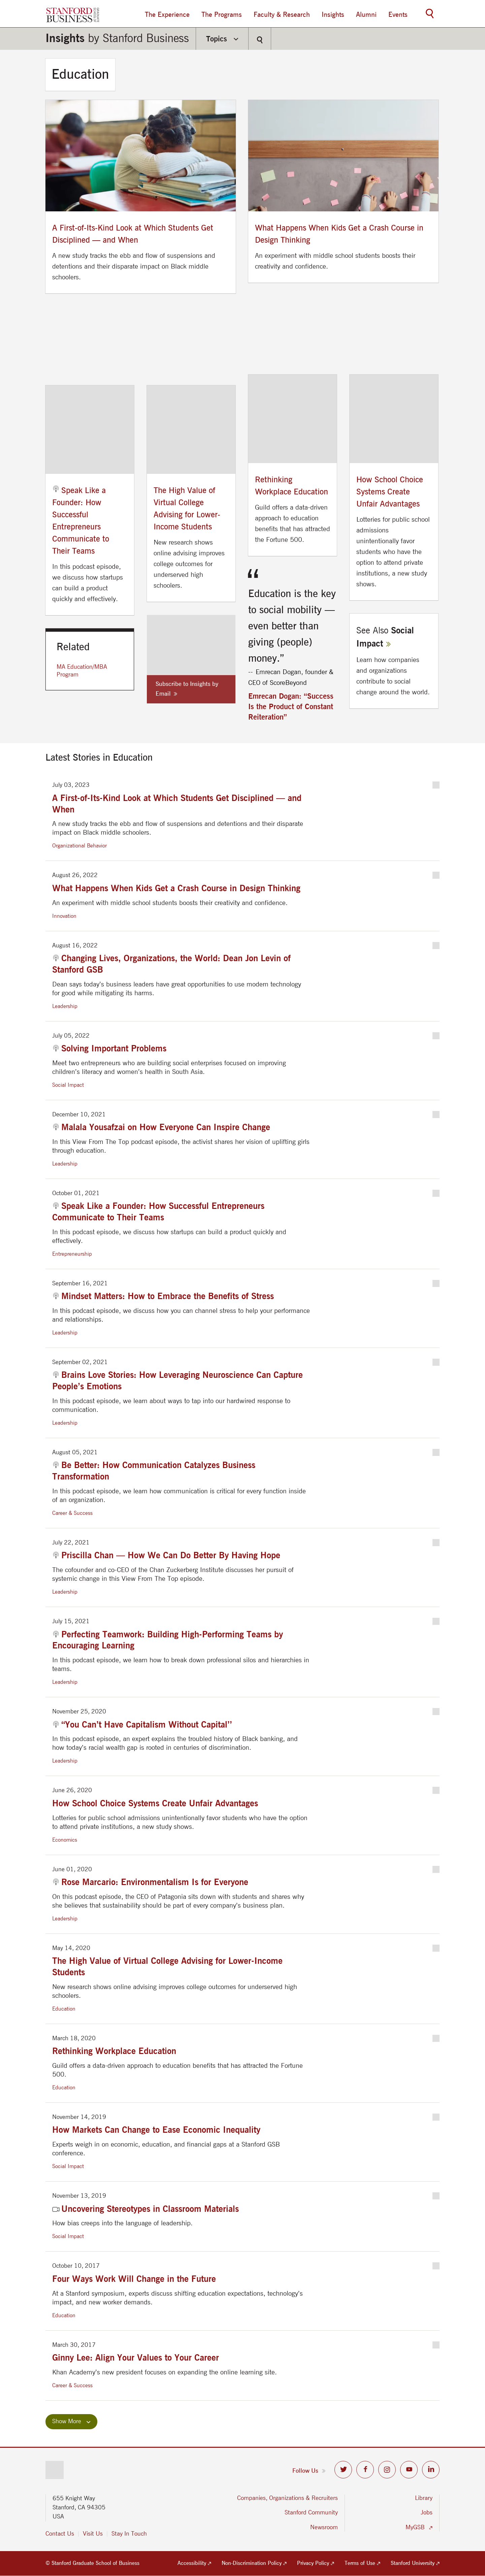 STANFORD
BUSINESS
The Experience
The Programs
Faculty & Research
Insights
Alumni
Events
Insights by Stanford Business
Topics
Education
A First-of-Its-Kind Look at Which Students Get
Disciplined — and When
A new study tracks the ebb and flow of suspensions and
detentions and their disparate impact on Black middle
schoolers.
What Happens When Kids Get a Crash Course in
Design Thinking
An experiment with middle school students boosts their
creativity and confidence.
Speak Like a
Founder: How
Successful
Entrepreneurs
Communicate to
Their Teams
In this podcast episode,
we discuss how startups
can build a product
quickly and effectively.
The High Value of
Virtual College
Advising for Lower-
Income Students
New research shows
online advising improves
college outcomes for
underserved high
schoolers.
Rethinking
Workplace Education
Guild offers a data-driven
approach to education
benefits that has attracted
the Fortune 500.
How School Choice
Systems Create
Unfair Advantages
Lotteries for public school
admissions
unintentionally favor
students who have the
option to attend private
institutions, a new study
shows.
Related
MA Education/MBA
Program
Subscribe to Insights by
Email »
“
Education is the key
to social mobility —
even better than
giving (people)
money.”
— Emrecan Dogan, founder &
CEO of ScoreBeyond
Emrecan Dogan: “Success
Is the Product of Constant
Reiteration”
See Also Social
Impact »
Learn how companies
and organizations
contribute to social
change around the world.
Latest Stories in Education
July 03, 2023
A First-of-Its-Kind Look at Which Students Get Disciplined — and
When
A new study tracks the ebb and flow of suspensions and detentions and their disparate
impact on Black middle schoolers.
Organizational Behavior
August 26, 2022
What Happens When Kids Get a Crash Course in Design Thinking
An experiment with middle school students boosts their creativity and confidence.
Innovation
August 16, 2022
Changing Lives, Organizations, the World: Dean Jon Levin of
Stanford GSB
Dean says today’s business leaders have great opportunities to use modern technology
for good while mitigating its harms.
Leadership
July 05, 2022
Solving Important Problems
Meet two entrepreneurs who are building social enterprises focused on improving
children’s literacy and women’s health in South Asia.
Social Impact
December 10, 2021
Malala Yousafzai on How Everyone Can Inspire Change
In this View From The Top podcast episode, the activist shares her vision of uplifting girls
through education.
Leadership
October 01, 2021
Speak Like a Founder: How Successful Entrepreneurs
Communicate to Their Teams
In this podcast episode, we discuss how startups can build a product quickly and
effectively.
Entrepreneurship
September 16, 2021
Mindset Matters: How to Embrace the Benefits of Stress
In this podcast episode, we discuss how you can channel stress to help your performance
and relationships.
Leadership
September 02, 2021
Brains Love Stories: How Leveraging Neuroscience Can Capture
People’s Emotions
In this podcast episode, we learn about ways to tap into our hardwired response to
communication.
Leadership
August 05, 2021
Be Better: How Communication Catalyzes Business
Transformation
In this podcast episode, we learn how communication is critical for every function inside
of an organization.
Career & Success
July 22, 2021
Priscilla Chan — How We Can Do Better By Having Hope
The cofounder and co-CEO of the Chan Zuckerberg Institute discusses her pursuit of
systemic change in this View From The Top episode.
Leadership
July 15, 2021
Perfecting Teamwork: Building High-Performing Teams by
Encouraging Learning
In this podcast episode, we learn how to break down professional silos and hierarchies in
teams.
Leadership
November 25, 2020
“You Can’t Have Capitalism Without Capital”
In this podcast episode, an expert explains the troubled history of Black banking, and
how today’s racial wealth gap is rooted in centuries of discrimination.
Leadership
June 26, 2020
How School Choice Systems Create Unfair Advantages
Lotteries for public school admissions unintentionally favor students who have the option
to attend private institutions, a new study shows.
Economics
June 01, 2020
Rose Marcario: Environmentalism Is for Everyone
On this podcast episode, the CEO of Patagonia sits down with students and shares why
she believes that sustainability should be part of every company’s business plan.
Leadership
May 14, 2020
The High Value of Virtual College Advising for Lower-Income
Students
New research shows online advising improves college outcomes for underserved high
schoolers.
Education
March 18, 2020
Rethinking Workplace Education
Guild offers a data-driven approach to education benefits that has attracted the Fortune
500.
Education
November 14, 2019
How Markets Can Change to Ease Economic Inequality
Experts weigh in on economic, education, and financial gaps at a Stanford GSB
conference.
Social Impact
November 13, 2019
Uncovering Stereotypes in Classroom Materials
How bias creeps into the language of leadership.
Social Impact
October 10, 2017
Four Ways Work Will Change in the Future
At a Stanford symposium, experts discuss shifting education expectations, technology’s
impact, and new worker demands.
Education
March 30, 2017
Ginny Lee: Align Your Values to Your Career
Khan Academy’s new president focuses on expanding the online learning site.
Career & Success
Show More
Follow Us »
655 Knight Way
Stanford, CA 94305
USA
Contact Us
Visit Us
Stay In Touch
Companies, Organizations & Recruiters
Stanford Community
Newsroom
Library
Jobs
MyGSB
© Stanford Graduate School of Business
Accessibility
Non-Discrimination Policy
Privacy Policy
Terms of Use
Stanford University